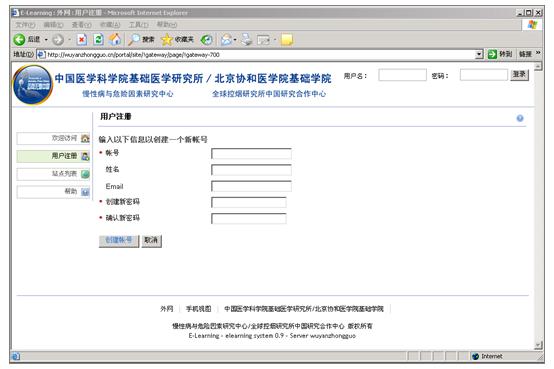 E-Learning : 外网 : 用户注册 - Microsoft Internet Explorer
文件(F) 编辑(E) 查看(V) 收藏(A) 工具(T) 帮助(H)
后退 搜索 收藏夹
地址(D) http://wuyanzhongguo.cn/portal/site/!gateway/page/!gateway-700 转到 链接 »
中国医学科学院基础医学研究所 / 北京协和医学院基础学院 用户名： 密码： 登录
慢性病与危险因素研究中心 全球控烟研究所中国研究合作中心
用户注册
欢迎访问
用户注册
站点列表
帮助
输入以下信息以创建一个新帐号
* 帐号
姓名
Email
* 创建新密码
* 确认新密码
创建帐号 取消
外网 | 手机视图 | 中国医学科学院基础医学研究所/北京协和医学院基础学院
慢性病与危险因素研究中心/全球控烟研究所中国研究合作中心 版权所有
E-Learning - elearning system 0.9 - Server wuyanzhongguo
Internet